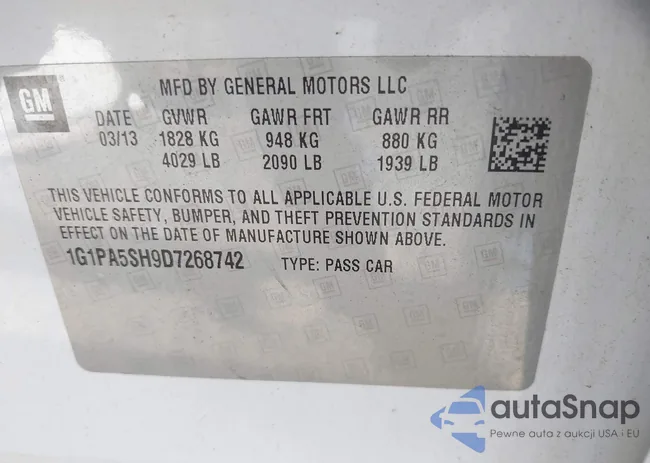 GM
MFD BY GENERAL MOTORS LLC
DATE GVWR GAWR FRT GAWR RR
03/13 1828 KG 948 KG 880 KG
4029 LB 2090 LB 1939 LB
THIS VEHICLE CONFORMS TO ALL APPLICABLE U.S. FEDERAL MOTOR
VEHICLE SAFETY, BUMPER, AND THEFT PREVENTION STANDARDS IN
EFFECT ON THE DATE OF MANUFACTURE SHOWN ABOVE.
1G1PA5SH9D7268742 TYPE: PASS CAR
autaSnap
Pewne auta z aukcji USA i EU